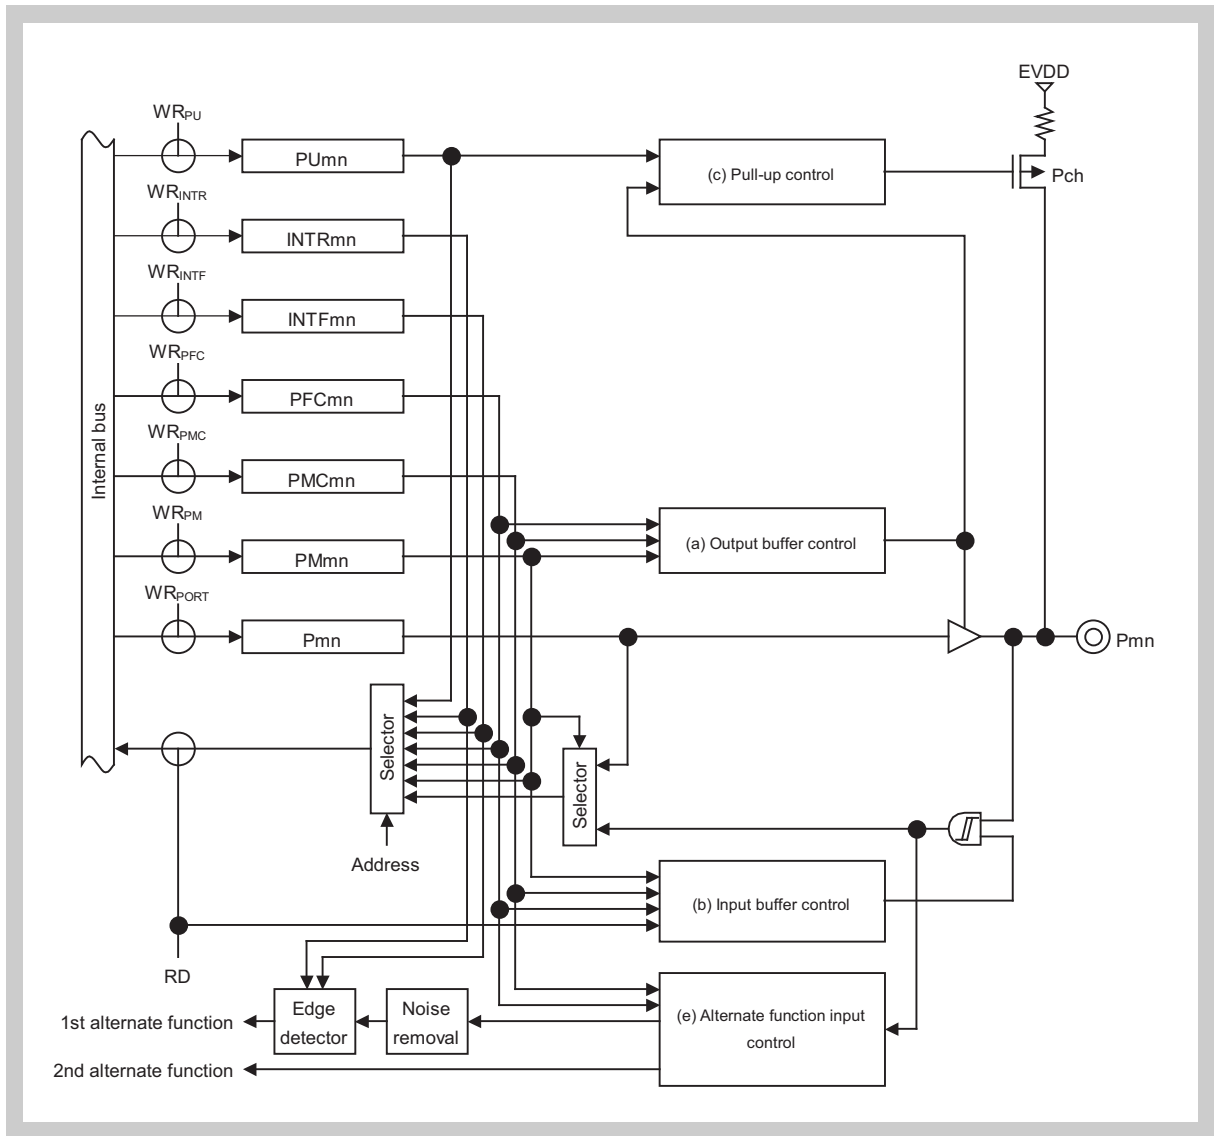 EVDD
WRPU
PUmn
(c) Pull-up control
Pch
WRINTR
INTRmn
WRINTF
INTFmn
WRPFC
PFCmn
Internal bus
WRPMC
PMCmn
WRPM
PMmn
(a) Output buffer control
WRPORT
Pmn
Pmn
Selector
Selector
Address
(b) Input buffer control
RD
Edge
detector
Noise
removal
(e) Alternate function input
control
1st alternate function
2nd alternate function